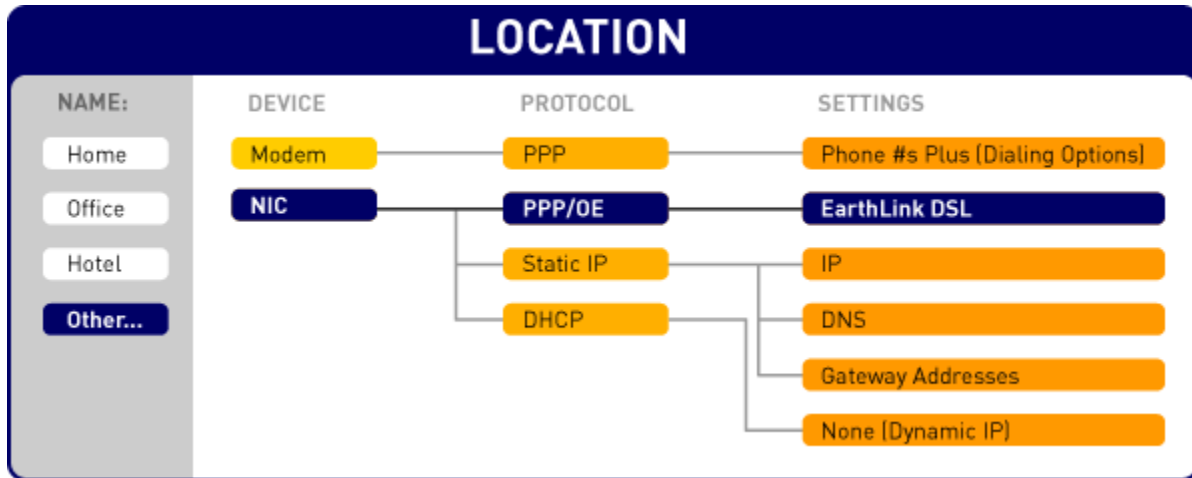 LOCATION
NAME: DEVICE PROTOCOL SETTINGS
Home Modem PPP Phone #s Plus (Dialing Options)
Office NIC PPP/OE EarthLink DSL
Hotel Static IP IP
Other... DHCP DNS
Gateway Addresses
None (Dynamic IP)